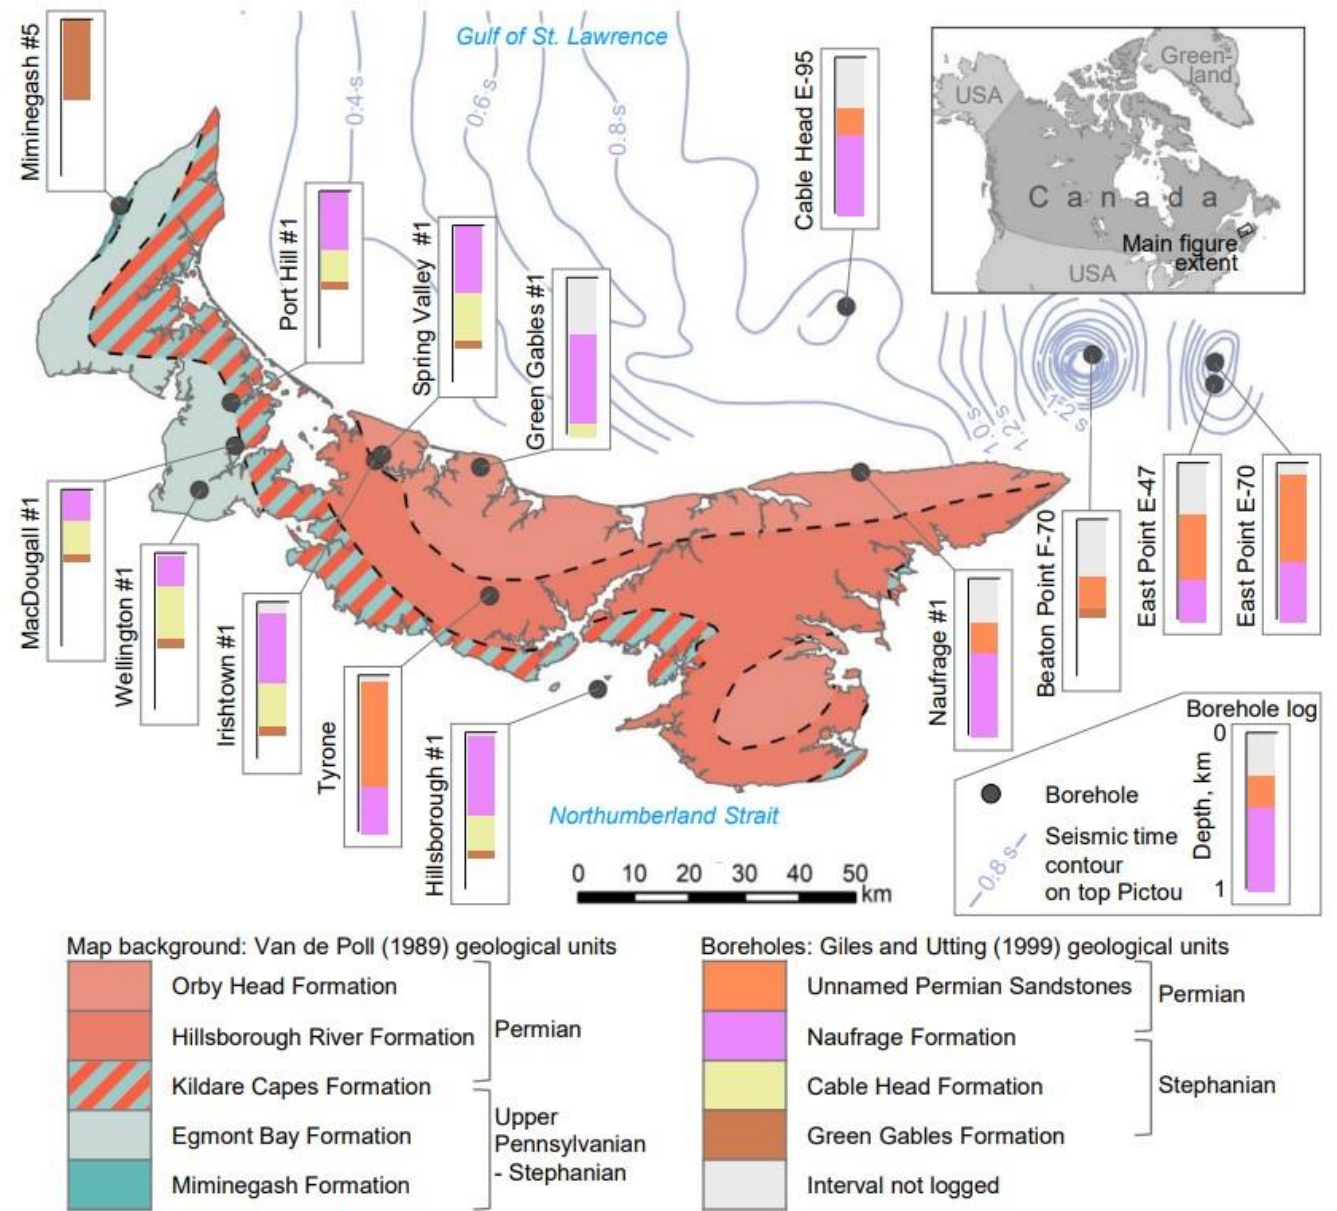 Gulf of St. Lawrence
Miminegash #5
0.4 s
0.6 s
0.8 s
Cable Head E-95
USA
Green-
land
Canada
Main figure
extent
USA
Port Hill #1
Spring Valley #1
Green Gables #1
1.0 s
1.2 s
1.2 s
MacDougall #1
Wellington #1
Irishtown #1
Tyrone
Hillsborough #1
Naufrage #1
Beaton Point F-70
East Point E-47
East Point E-70
Northumberland Strait
0 10 20 30 40 50
km
Borehole log
0
Depth, km
1
Borehole
0.8 s
Seismic time
contour
on top Pictou
Map background: Van de Poll (1989) geological units
Orby Head Formation
Hillsborough River Formation
Kildare Capes Formation
Egmont Bay Formation
Miminegash Formation
Permian
Upper
Pennsylvanian
- Stephanian
Boreholes: Giles and Utting (1999) geological units
Unnamed Permian Sandstones
Naufrage Formation
Cable Head Formation
Green Gables Formation
Interval not logged
Permian
Stephanian